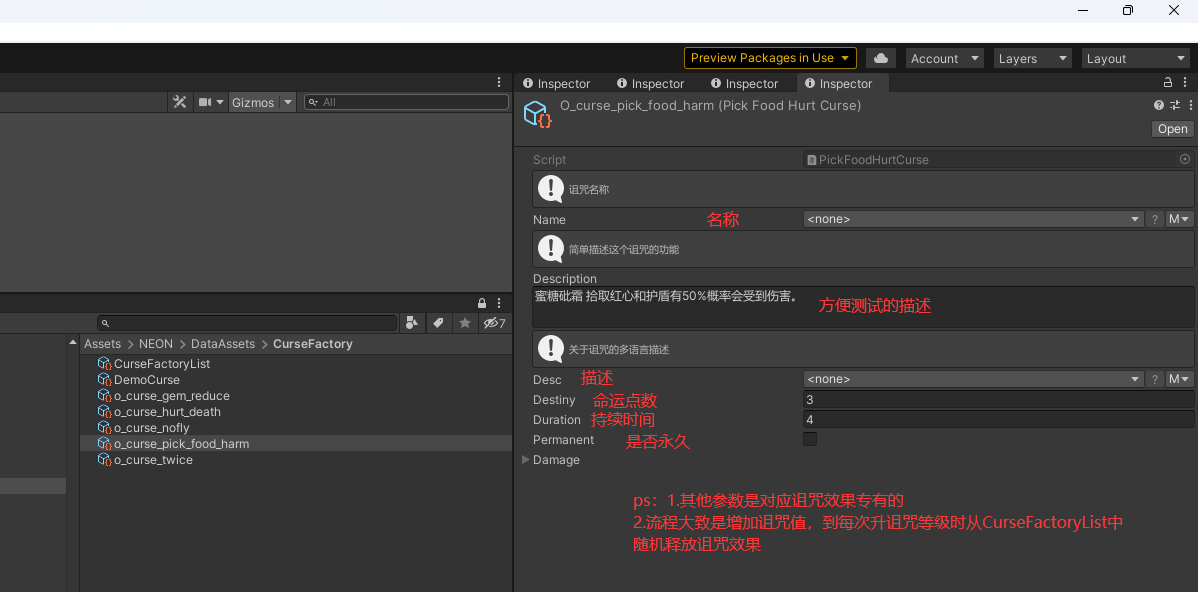 Preview Packages in Use
Account
Layers
Layout
Inspector
Inspector
Inspector
Inspector
Gizmos
All
O_curse_pick_food_harm (Pick Food Hurt Curse)
Open
Script
PickFoodHurtCurse
诅咒名称
Name
名称
<none>
?
M
简单描述这个诅咒的功能
Description
蜜糖砒霜 拾取红心和护盾有50%概率会受到伤害。
方便测试的描述
关于诅咒的多语言描述
Desc
描述
<none>
?
M
Destiny
命运点数
3
Duration
持续时间
4
Permanent
是否永久
Damage
ps：1.其他参数是对应诅咒效果专有的
2.流程大致是增加诅咒值，到每次升诅咒等级时从CurseFactoryList中
随机释放诅咒效果
7
Assets > NEON > DataAssets > CurseFactory
CurseFactoryList
DemoCurse
o_curse_gem_reduce
o_curse_hurt_death
o_curse_nofly
o_curse_pick_food_harm
o_curse_twice